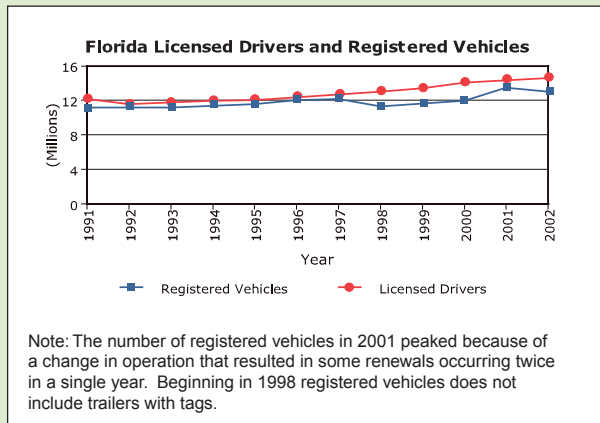 Florida Licensed Drivers and Registered Vehicles
16
12
8
4
0
(Millions)
1991 1992 1993 1994 1995 1996 1997 1998 1999 2000 2001 2002
Year
Registered Vehicles Licensed Drivers
Note: The number of registered vehicles in 2001 peaked because of
a change in operation that resulted in some renewals occurring twice
in a single year. Beginning in 1998 registered vehicles does not
include trailers with tags.